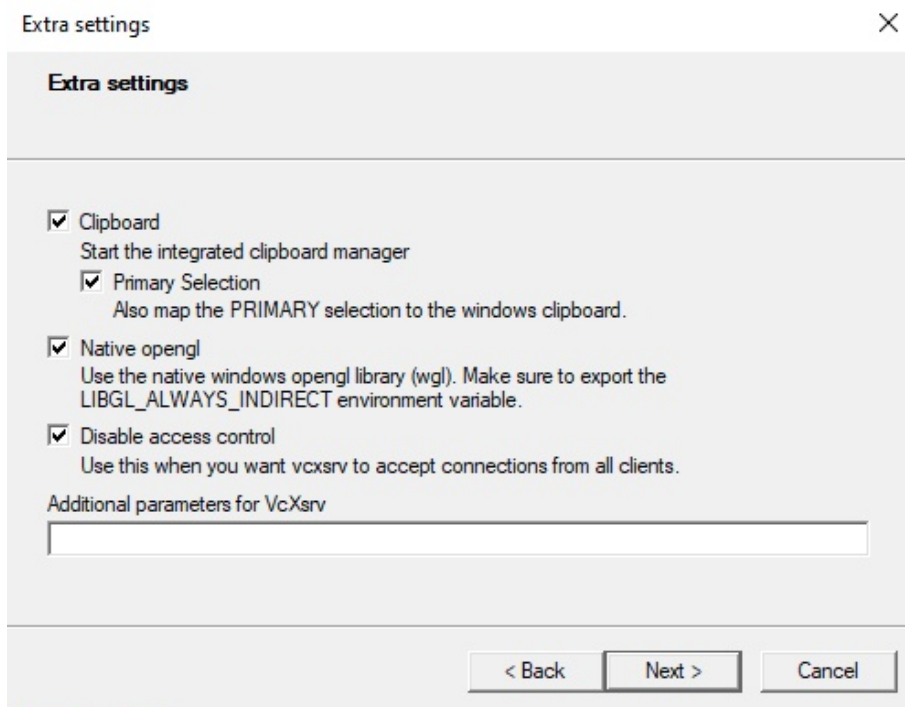 Extra settings
Extra settings
Clipboard
Start the integrated clipboard manager
Primary Selection
Also map the PRIMARY selection to the windows clipboard.
Native opengl
Use the native windows opengl library (wgl). Make sure to export the
LIBGL_ALWAYS_INDIRECT environment variable.
Disable access control
Use this when you want vcxsrv to accept connections from all clients.
Additional parameters for VcXsrv
< Back
Next >
Cancel